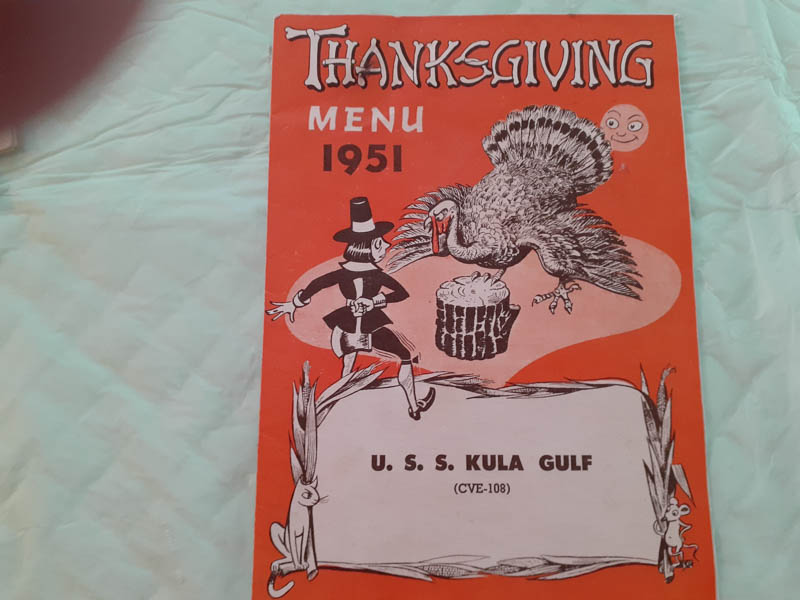 THANKSGIVING
MENU
1951
U. S. S. KULA GULF
(CVE-108)